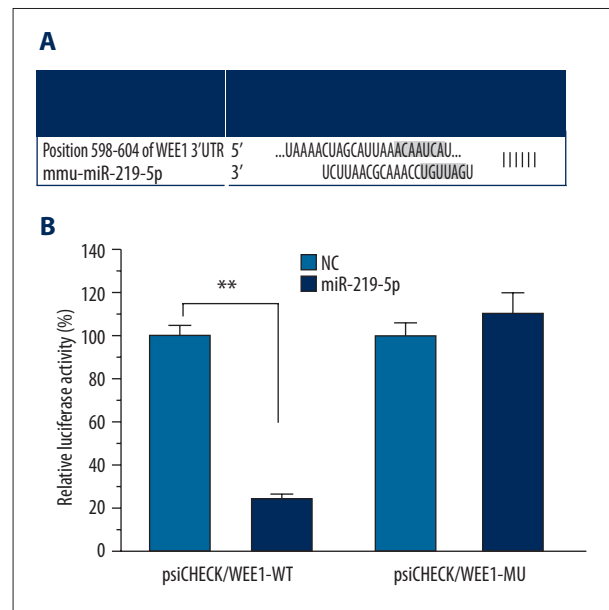 A
Position 598-604 of WEE1 3’UTR 5’ ...UAAAACUAGCAUUAAACAAUCAU...
mmu-miR-219-5p 3’ UCUUAACGCAAACCUGUUAGU
||||||
B
140
120
100
80
60
40
20
0
Relative luciferase activity (%)
NC
miR-219-5p
**
psiCHECK/WEE1-WT psiCHECK/WEE1-MU